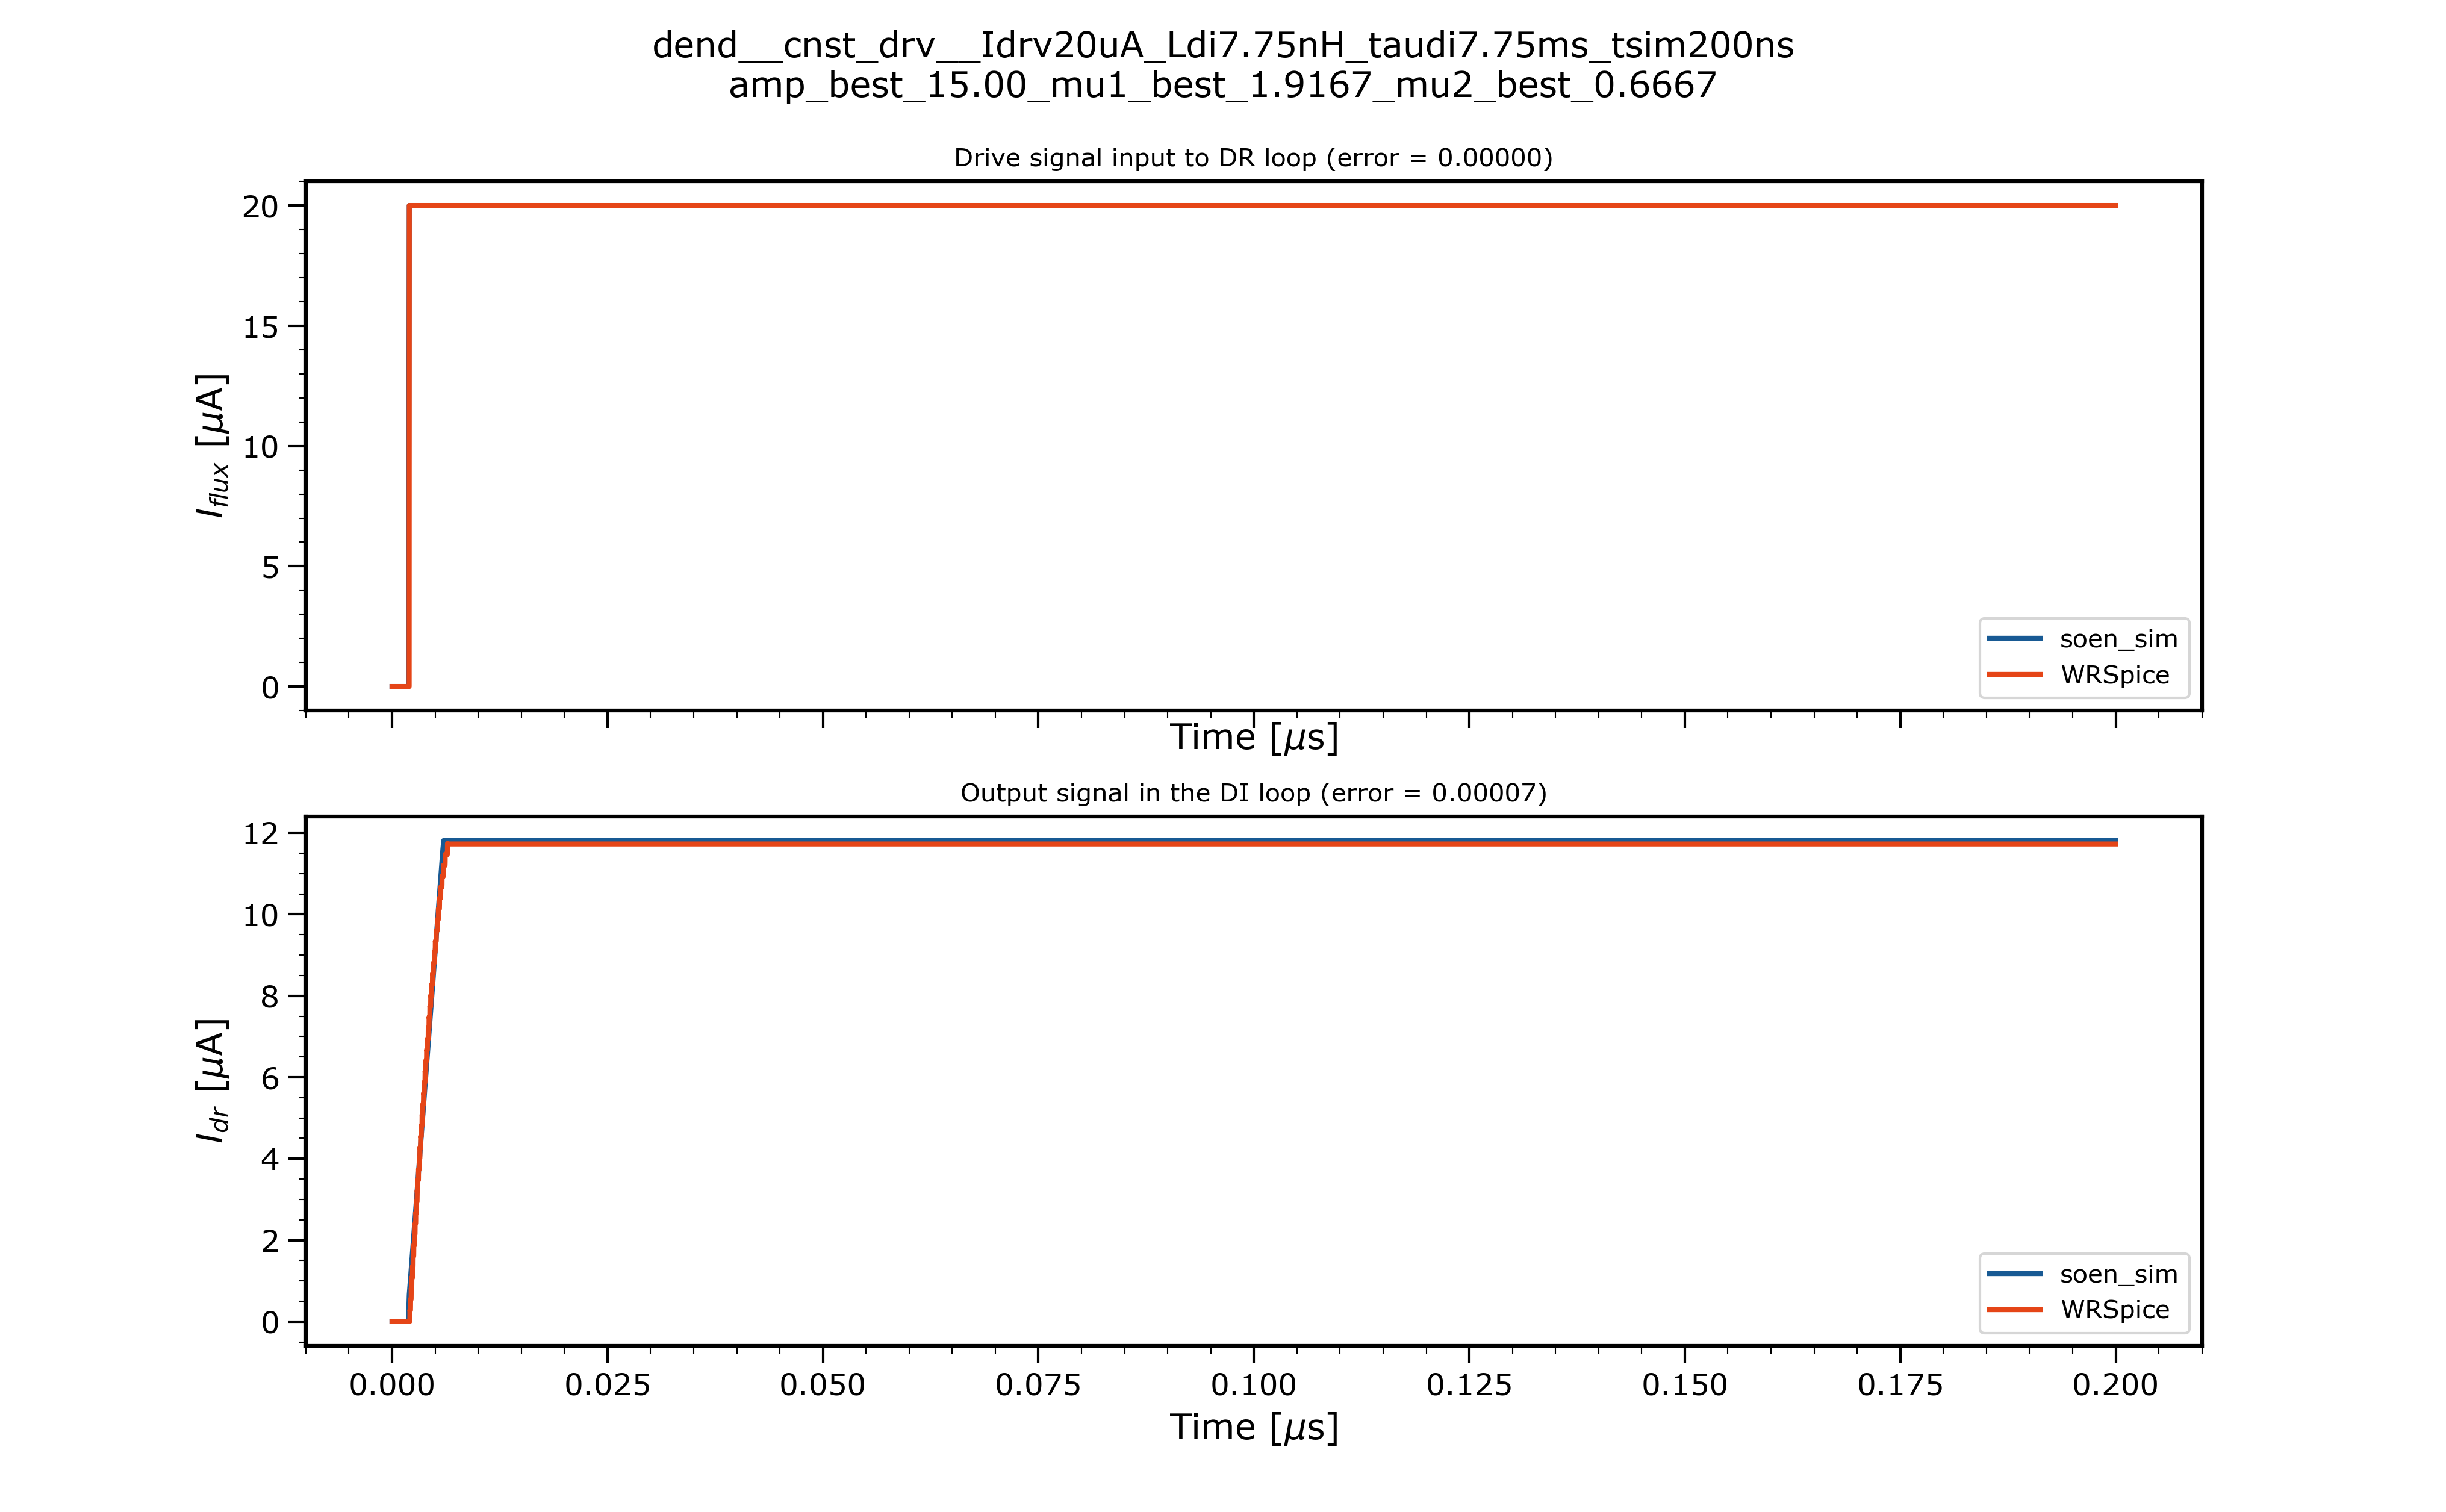 dend__cnst_drv__Idrv20uA_Ldi7.75nH_taudi7.75ms_tsim200ns
amp_best_15.00_mu1_best_1.9167_mu2_best_0.6667
Drive signal input to DR loop (error = 0.00000)
20
15
10
5
0
I_flux [μA]
soen_sim
WRSpice
Time [μs]
Output signal in the DI loop (error = 0.00007)
12
10
8
6
4
2
0
I_dr [μA]
soen_sim
WRSpice
0.000 0.025 0.050 0.075 0.100 0.125 0.150 0.175 0.200
Time [μs]